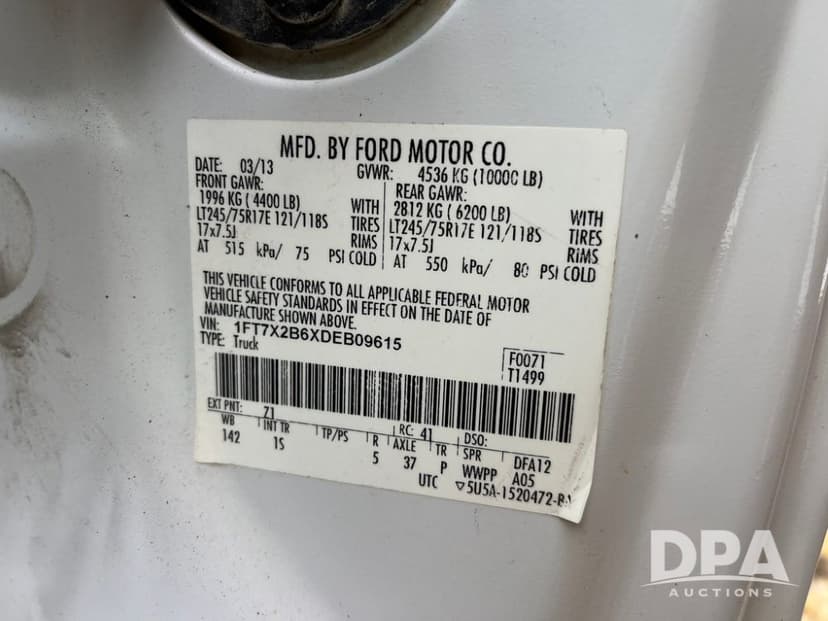 MFD. BY FORD MOTOR CO.
DATE: 03/13 GVWR: 4536 KG (10000 LB)
FRONT GAWR: REAR GAWR:
1996 KG ( 4400 LB) WITH 2812 KG ( 6200 LB) WITH
LT245/75R17E 121/118S TIRES LT245/75R17E 121/118S TIRES
17x7.5J RIMS 17x7.5J RIMS
AT 515 kPa/ 75 PSI COLD AT 550 kPa/ 80 PSI COLD
THIS VEHICLE CONFORMS TO ALL APPLICABLE FEDERAL MOTOR
VEHICLE SAFETY STANDARDS IN EFFECT ON THE DATE OF
MANUFACTURE SHOWN ABOVE.
VIN: 1FT7X2B6XDEB09615
TYPE: Truck
F0071
T1499
EXT PNT: Z1 RC: 41 DSO:
WB INT TR TP/PS R AXLE TR SPR DFA12
142 1S 5 37 P WWPP A05
UTC ▽5U5A-1520472-
DPA
AUCTIONS